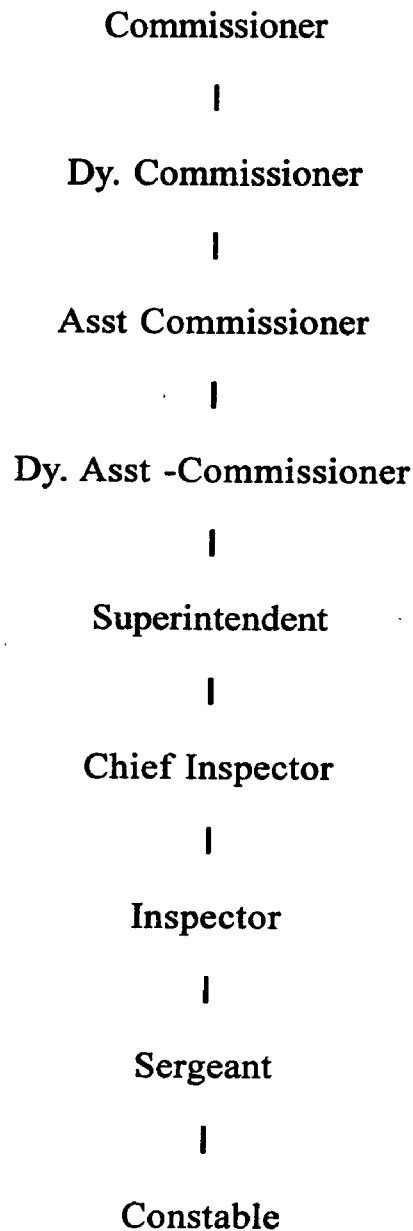 Commissioner
Dy. Commissioner
Asst Commissioner
Dy. Asst -Commissioner
Superintendent
Chief Inspector
Inspector
Sergeant
Constable